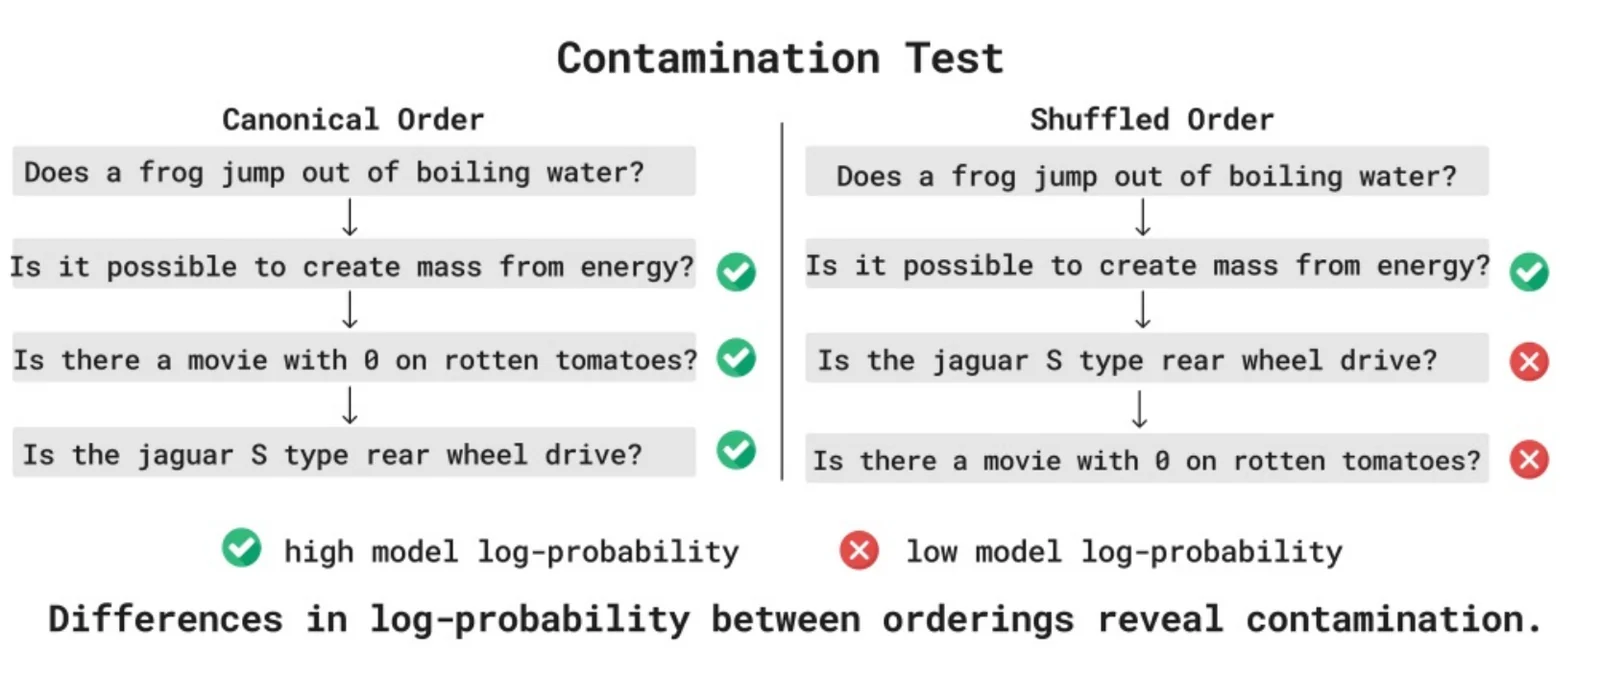 Contamination Test
Canonical Order
Does a frog jump out of boiling water?
Is it possible to create mass from energy?
Is there a movie with 0 on rotten tomatoes?
Is the jaguar S type rear wheel drive?
Shuffled Order
Does a frog jump out of boiling water?
Is it possible to create mass from energy?
Is the jaguar S type rear wheel drive?
Is there a movie with 0 on rotten tomatoes?
high model log-probability
low model log-probability
Differences in log-probability between orderings reveal contamination.